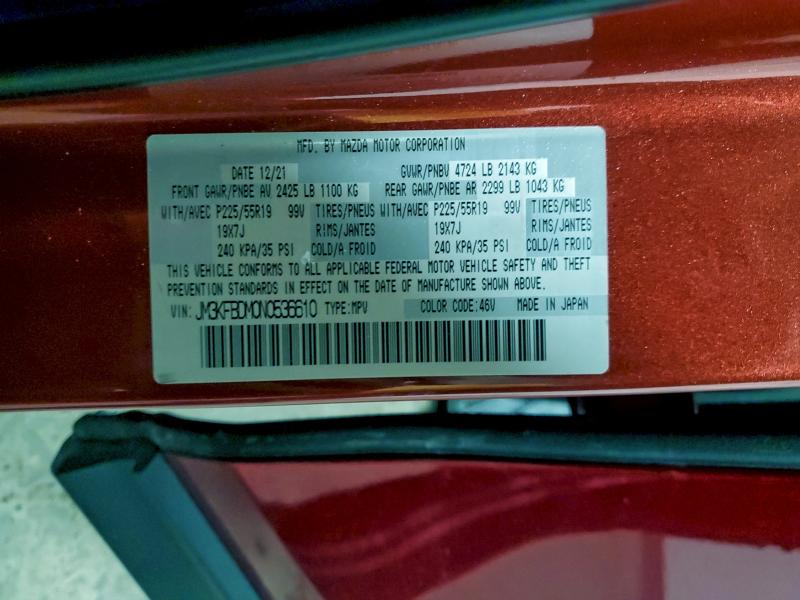 MFD. BY MAZDA MOTOR CORPORATION
DATE 12/21 GVWR/PNBV 4724 LB 2143 KG
FRONT GAWR/PNBE AV 2425 LB 1100 KG REAR GAWR/PNBE AR 2299 LB 1043 KG
WITH/AVEC P225/55R19 99V TIRES/PNEUS WITH/AVEC P225/55R19 99V TIRES/PNEUS
19X7J RIMS/JANTES 19X7J RIMS/JANTES
240 KPA/35 PSI COLD/A FROID 240 KPA/35 PSI COLD/A FROID
THIS VEHICLE CONFORMS TO ALL APPLICABLE FEDERAL MOTOR VEHICLE SAFETY AND THEFT
PREVENTION STANDARDS IN EFFECT ON THE DATE OF MANUFACTURE SHOWN ABOVE.
VIN: JM3KFBDM0N0536610 TYPE:MPV COLOR CODE:46V MADE IN JAPAN